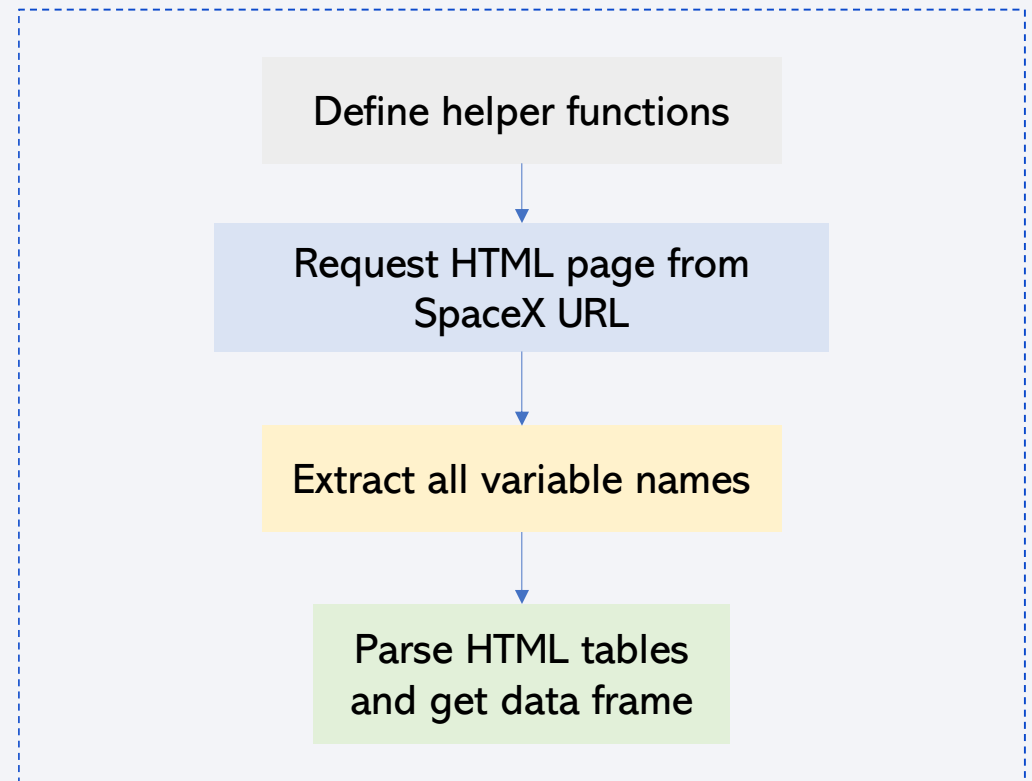 Define helper functions
Request HTML page from
SpaceX URL
Extract all variable names
Parse HTML tables
and get data frame